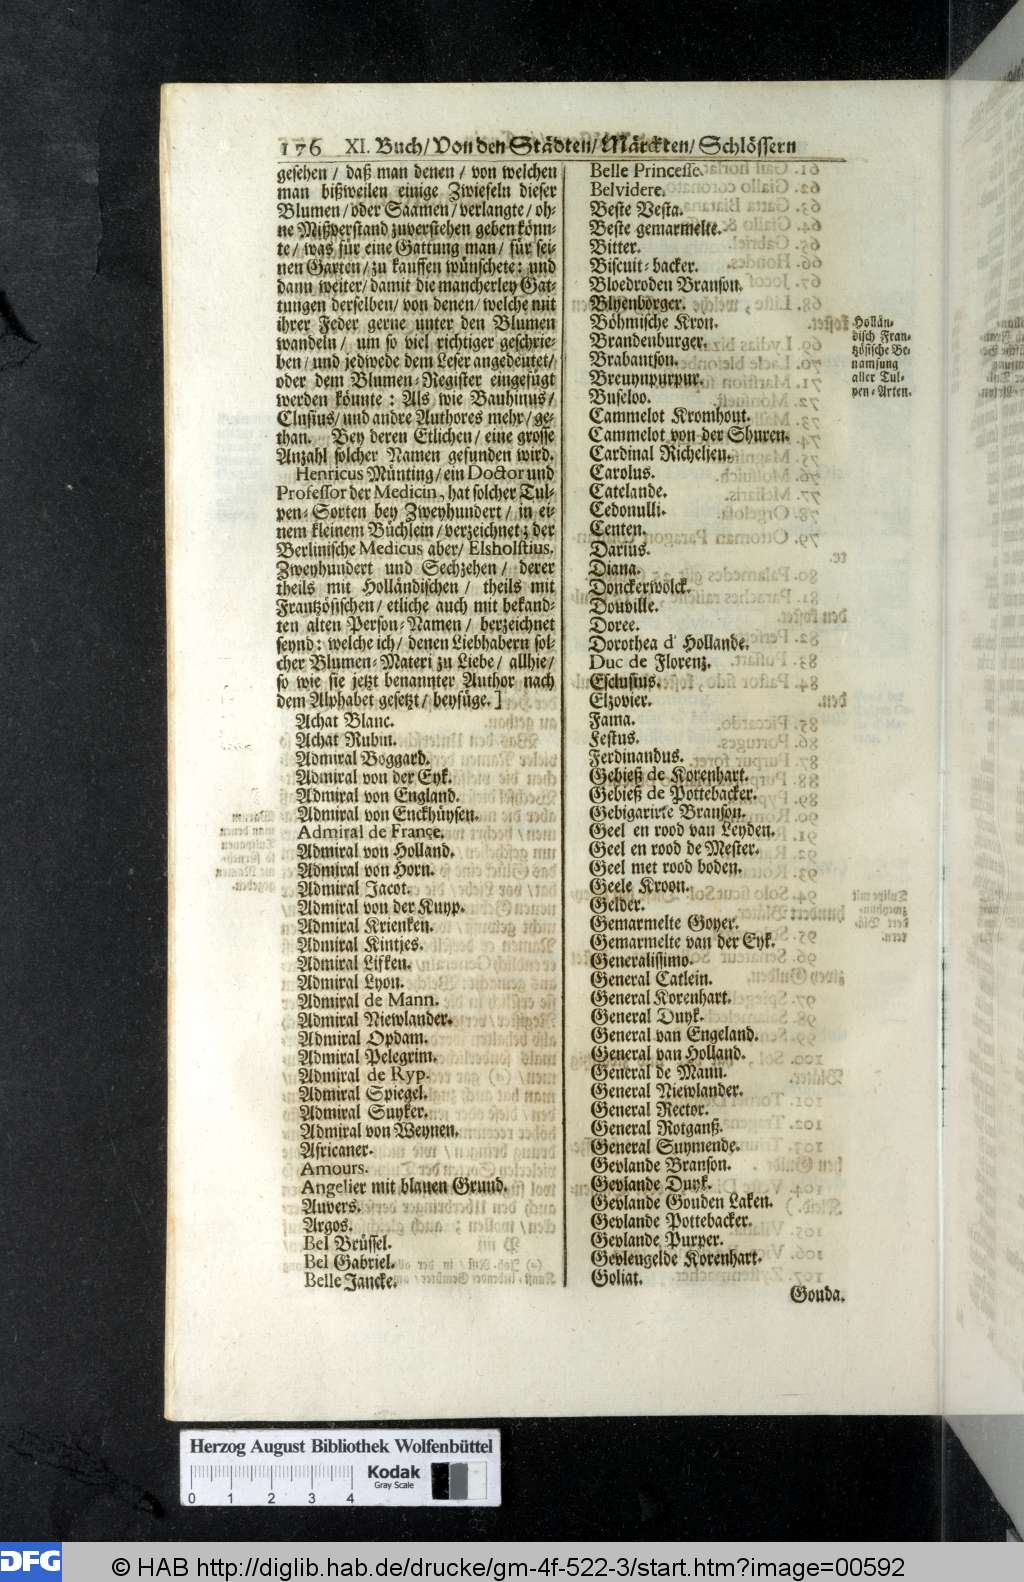 176 XI. Buch/ Von den Städten/ Märckten/ Schlössern
gesehen / daß man denen / von welchen
man bißweilen einige Zwiefeln dieser
Blumen/ oder Saamen/ verlangte/ oh-
ne Mißverstand zuverstehen geben könn-
te/ was für eine Gattung man/ für sei-
nen Garten/ zu kauffen wünschete: und
dann weiter/ damit die mancherley Gat-
tungen derselben/ von denen/ welche mit
ihrer Feder gerne unter den Blumen
wandeln / um so viel richtiger geschrie-
ben/ und jedwede dem Leser angedeutet/
oder dem Blumen-Register eingefügt
werden könnte : Als wie Bauhinus/
Clusius/ und andre Authores mehr/ ge-
than. Bey deren Etlichen/ eine grosse
Anzahl solcher Namen gefunden wird.
Henricus Münting/ ein Doctor und
Professor der Medicin, hat solcher Tul-
pen-Sorten bey Zweyhundert/ in ei-
nem kleinem Büchlein/ verzeichnet; der
Berlinische Medicus aber/ Elsholstius.
Zweyhundert und Sechzehen/ derer
theils mit Holländischen / theils mit
Frantzösischen/ etliche auch mit bekand-
ten alten Person-Namen/ berzeichnet
seynd: welche ich/ denen Liebhabern sol-
cher Blumen-Materi zu Liebe/ allhie/
so wie sie jetzt benannter Author nach
dem Alphabet gesetzt/ beyfüge.]
Achat Blanc.
Achat Rubin.
Admiral Boggard.
Admiral von der Eyk.
Admiral von England.
Admiral von Enckhüysen.
Admiral de France.
Admiral von Holland.
Admiral von Horn.
Admiral Jacot.
Admiral von der Kuyp.
Admiral Krienken.
Admiral Kintjes.
Admiral Lifken.
Admiral Lyon.
Admiral de Mann.
Admiral Niewlander.
Admiral Opdam.
Admiral Pelegrim.
Admiral de Ryp.
Admiral Spiegel.
Admiral Suyker.
Admiral von Weynen.
Africaner.
Amours.
Angelier mit blauen Grund.
Auvers.
Argos.
Bel Brüssel.
Bel Gabriel.
Belle Jancke.
Belle Princesse.
Belvidere.
Beste Vesta.
Beste gemarmelte.
Bitter.
Biscuit-backer.
Bloedroden Branson.
Blyenborger.
Böhmische Kron.
Brandenburger.
Brabantson.
Breuynpurpur.
Buseloo.
Cammelot Kromhout.
Cammelot von der Shuren.
Cardinal Richelieu.
Carolus.
Catelande.
Cedonulli.
Centen.
Darius.
Diana.
Donckerwolck.
Douville.
Doree.
Dorothea d' Hollande.
Duc de Florenz.
Esclusius.
Elzovier.
Fama.
Festus.
Ferdinandus.
Gebieß de Korenhart.
Gebieß de Pottebacker.
Gebigarirte Branson.
Geel en rood van Leyden.
Geel en rood de Mester.
Geel met rood boden.
Geele Kroon.
Gelder.
Gemarmelte Goyer.
Gemarmelte van der Eyk.
Generalissimo.
General Catlein.
General Korenhart.
General Duyk.
General van Engeland.
General van Holland.
General de Mann.
General Niewlander.
General Rector.
General Rotganß.
General Suymende.
Gevlande Branson.
Gevlande Duyk.
Gevlande Gouden Laken.
Gevlande Pottebacker.
Gevlande Purper.
Gevleugelde Korenhart.
Goliat.
Gouda.
Hollän-
disch Fran-
tzösische Be-
namsung
aller Tul-
pen-Arten.
Herzog August Bibliothek Wolfenbüttel
Kodak
Gray Scale
0 1 2 3 4
DFG © HAB http://diglib.hab.de/drucke/gm-4f-522-3/start.htm?image=00592